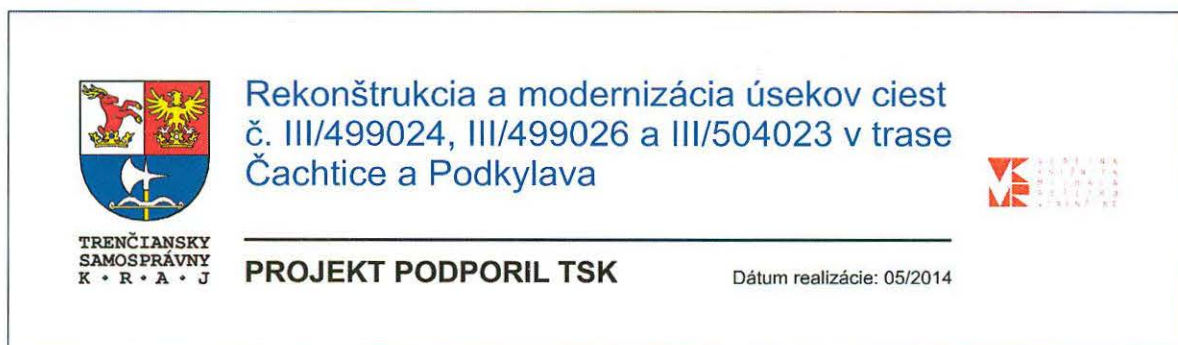 Rekonštrukcia a modernizácia úsekov ciest
č. III/499024, III/499026 a III/504023 v trase
Čachtice a Podkylava
TRENČIANSKY
SAMOSPRÁVNY
K • R • A • J
PROJEKT PODPORIL TSK
Dátum realizácie: 05/2014